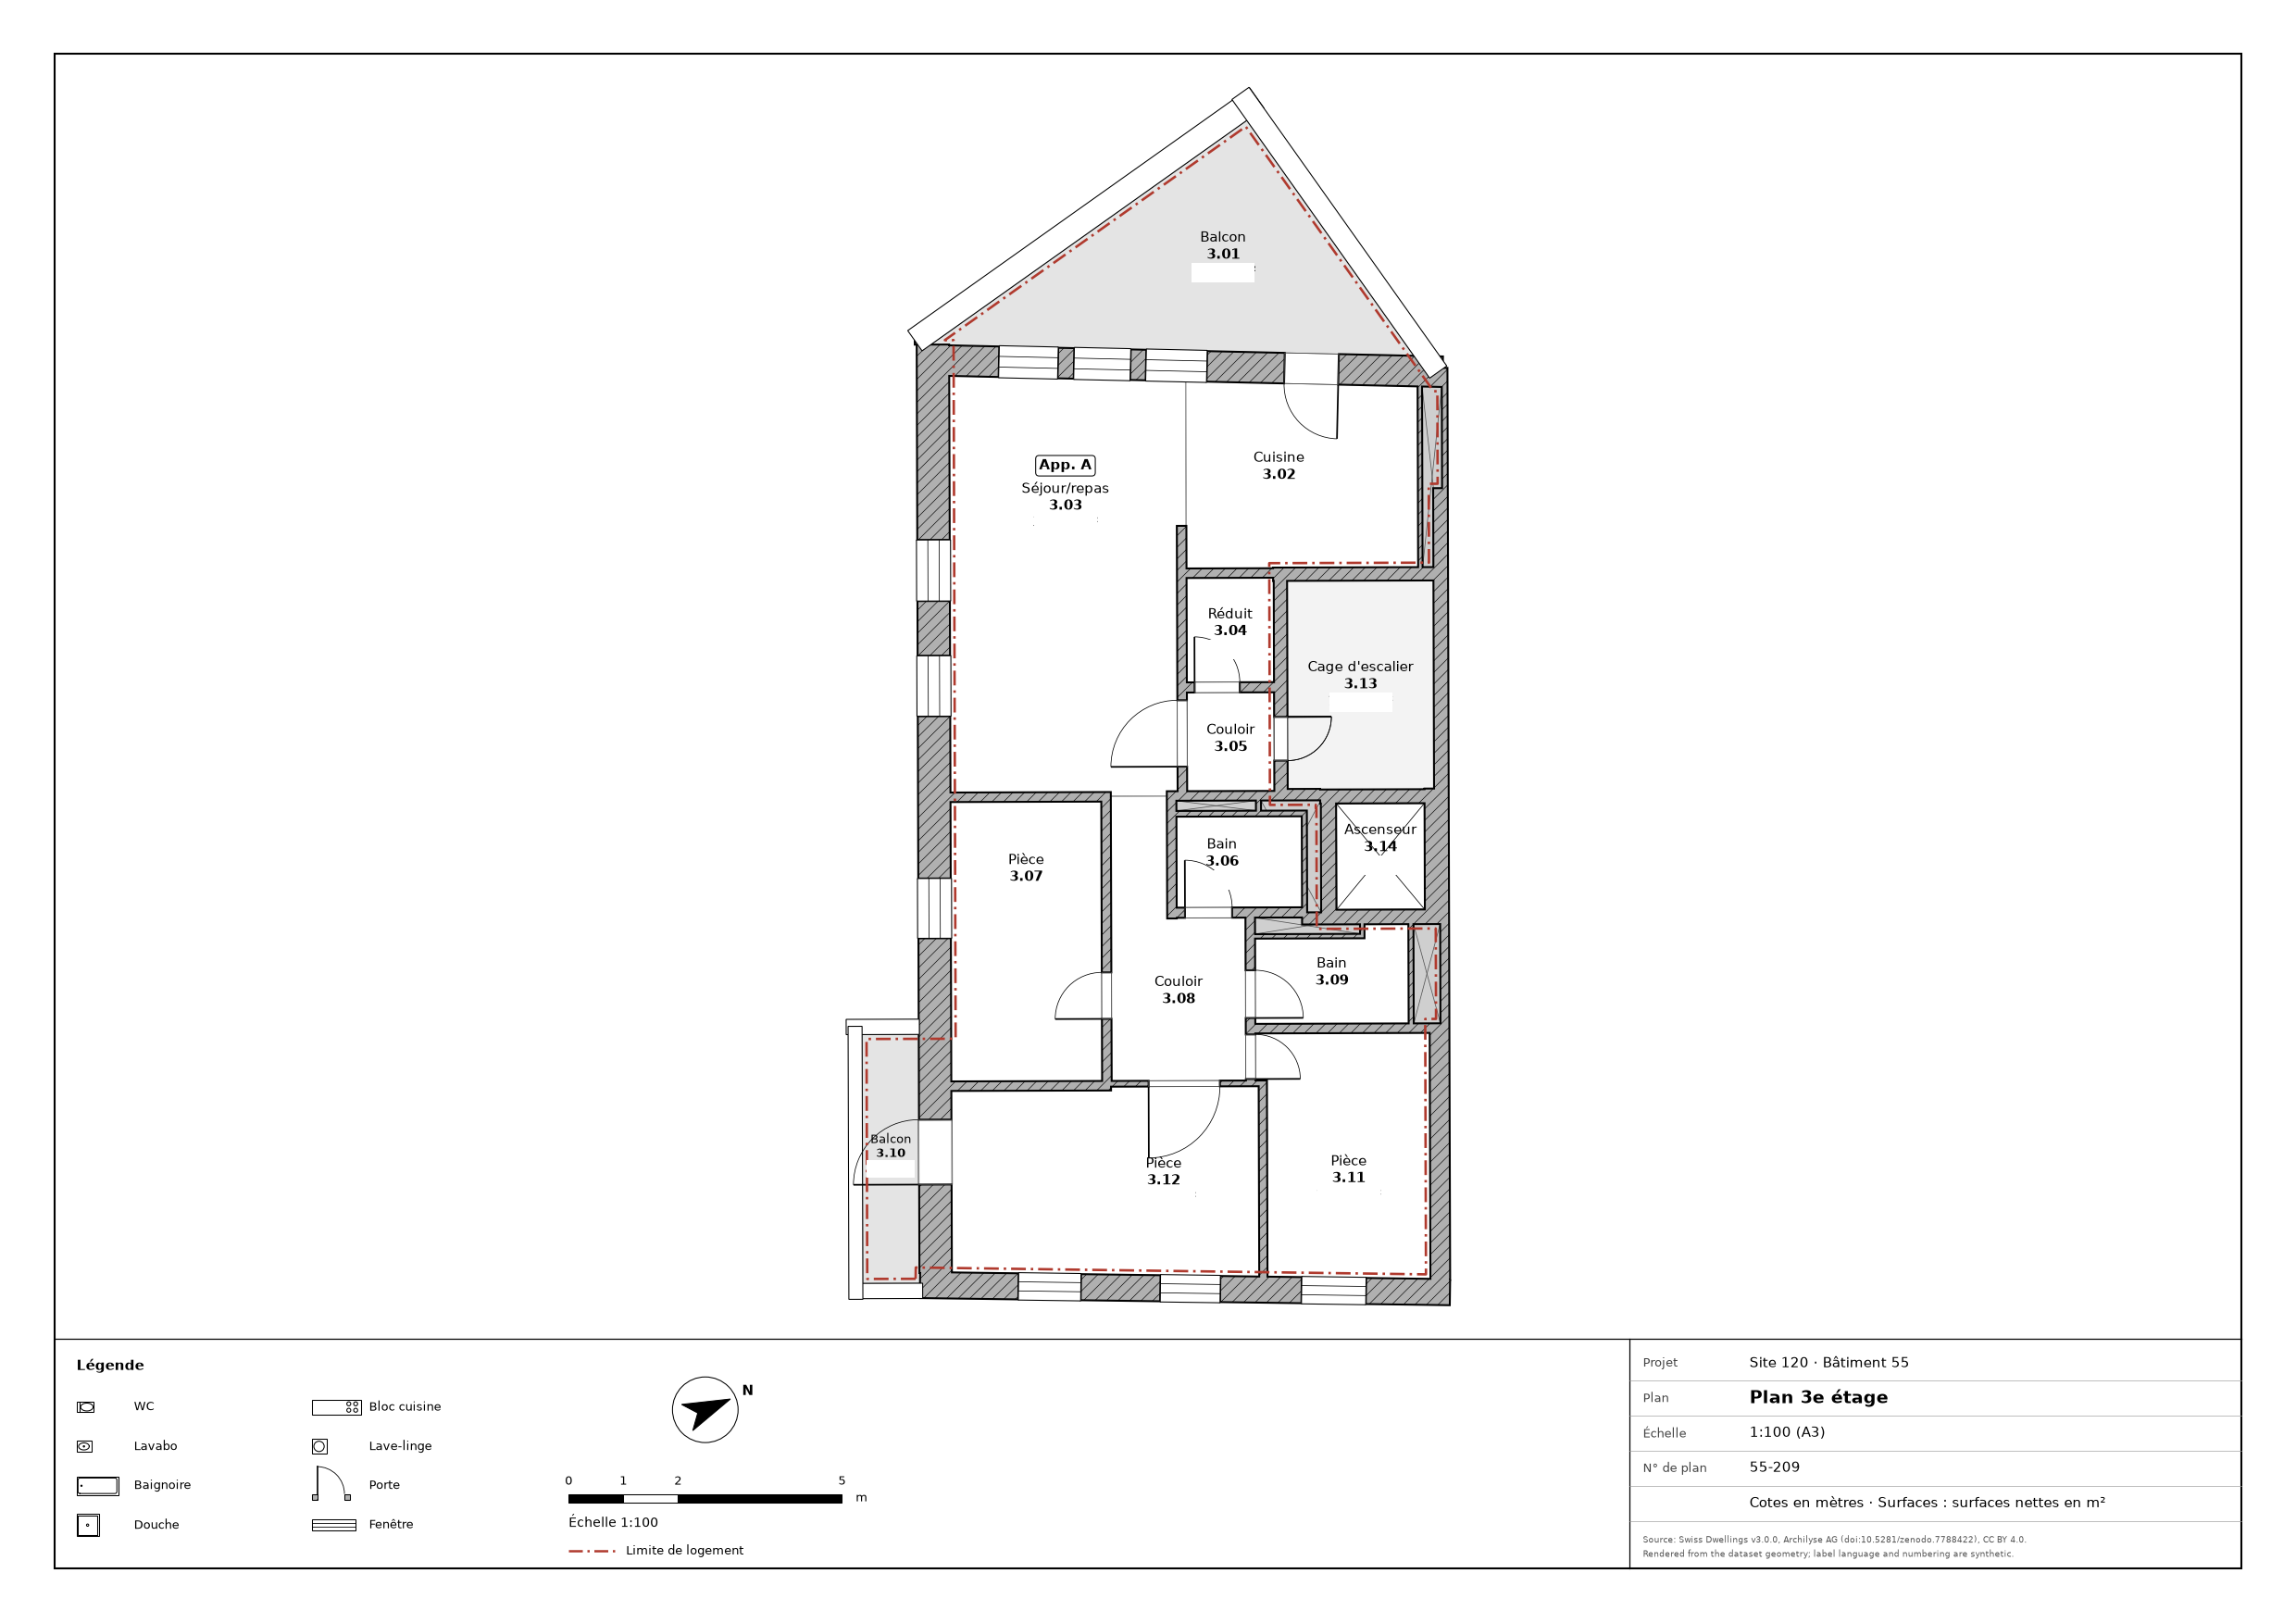 Balcon
3.01
App. A
Séjour/repas
3.03
Cuisine
3.02
Réduit
3.04
Cage d'escalier
3.13
Couloir
3.05
Ascenseur
3.14
Bain
3.06
Pièce
3.07
Bain
3.09
Couloir
3.08
Balcon
3.10
Pièce
3.12
Pièce
3.11
Légende
WC
Lavabo
Baignoire
Douche
Bloc cuisine
Lave-linge
Porte
Fenêtre
N
0 1 2 5 m
Échelle 1:100
Limite de logement
Projet Site 120 · Bâtiment 55
Plan Plan 3e étage
Échelle 1:100 (A3)
N° de plan 55-209
Cotes en mètres · Surfaces : surfaces nettes en m²
Source: Swiss Dwellings v3.0.0, Archilyse AG (doi:10.5281/zenodo.7788422), CC BY 4.0.
Rendered from the dataset geometry; label language and numbering are synthetic.